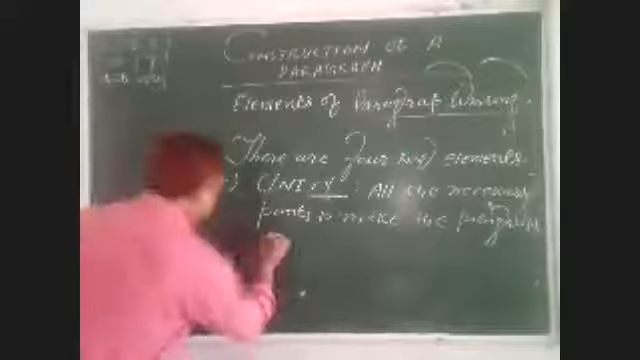 CONSTRUCTION OF A
PARAGRAPH
Elements of Paragraph Writing.
There are four key elements.
1) UNITY: All the necessary
points to make the paragraph